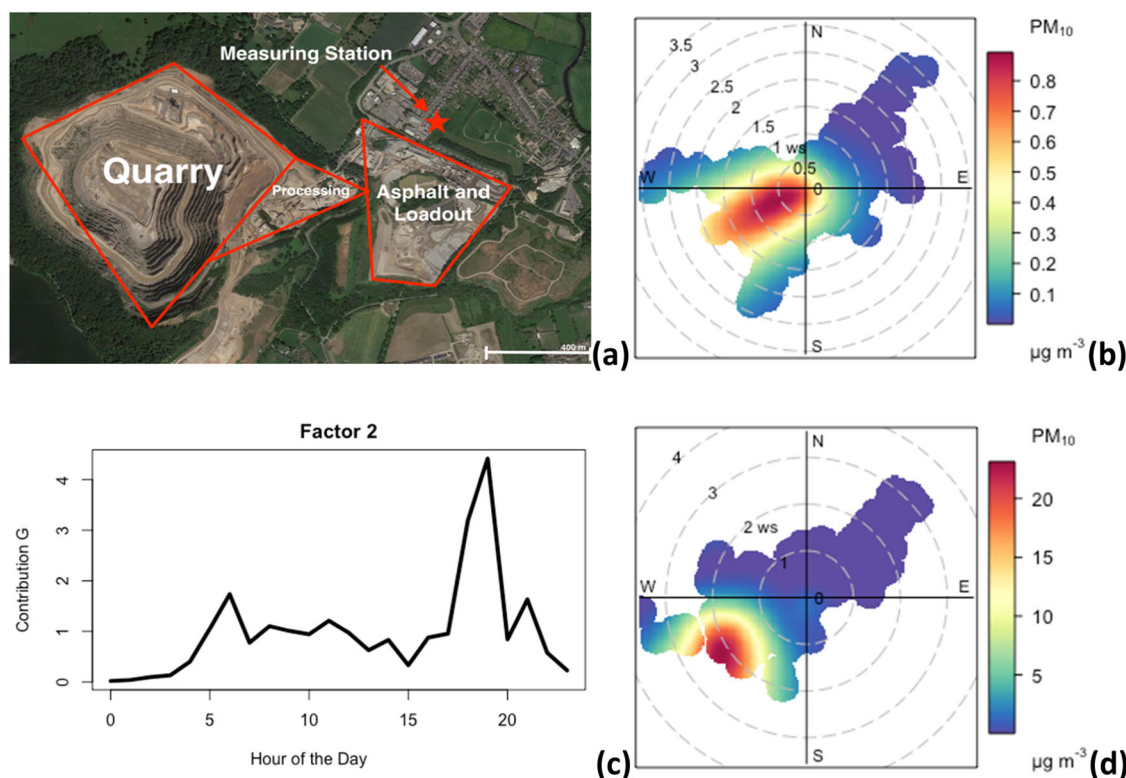 Measuring Station
Quarry
Processing
Asphalt and
Loadout
400 m
(a)
N
3.5
3
2.5
2
1.5
1 ws
0.5
0
W
E
S
PM₁₀
0.8
0.7
0.6
0.5
0.4
0.3
0.2
0.1
µg m⁻³
(b)
Factor 2
Contribution G
4
3
2
1
0
0
5
10
15
20
Hour of the Day
(c)
N
4
3
2 ws
1
0
W
E
S
PM₁₀
20
15
10
5
µg m⁻³
(d)